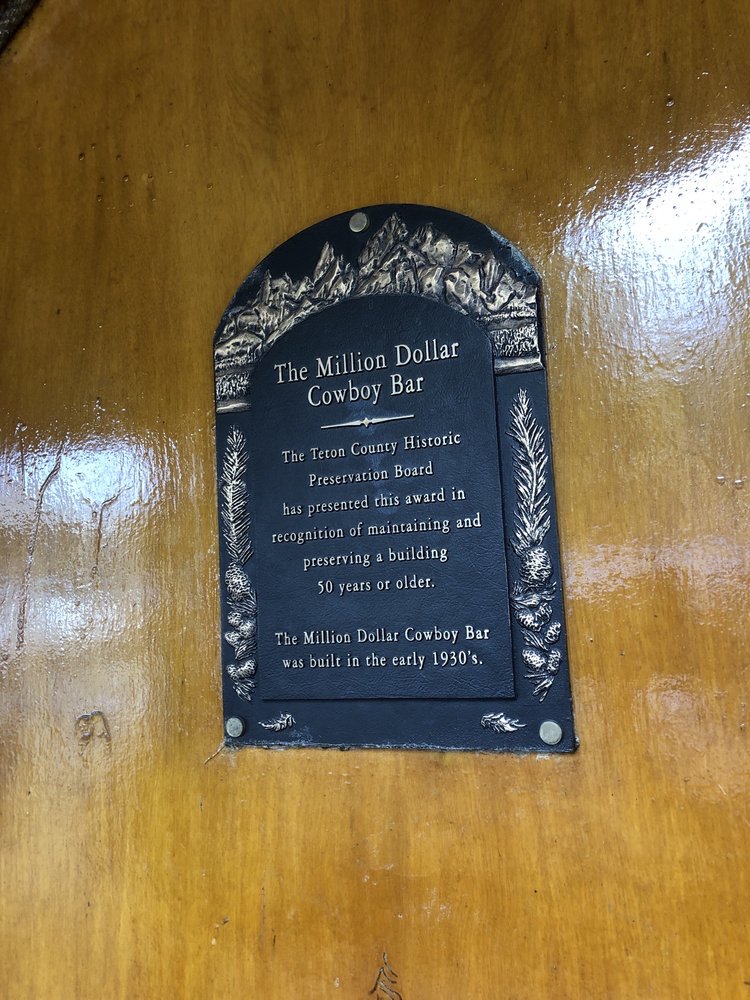 The Million Dollar
Cowboy Bar
The Teton County Historic
Preservation Board
has presented this award in
recognition of maintaining and
preserving a building
50 years or older.
The Million Dollar Cowboy Bar
was built in the early 1930's.